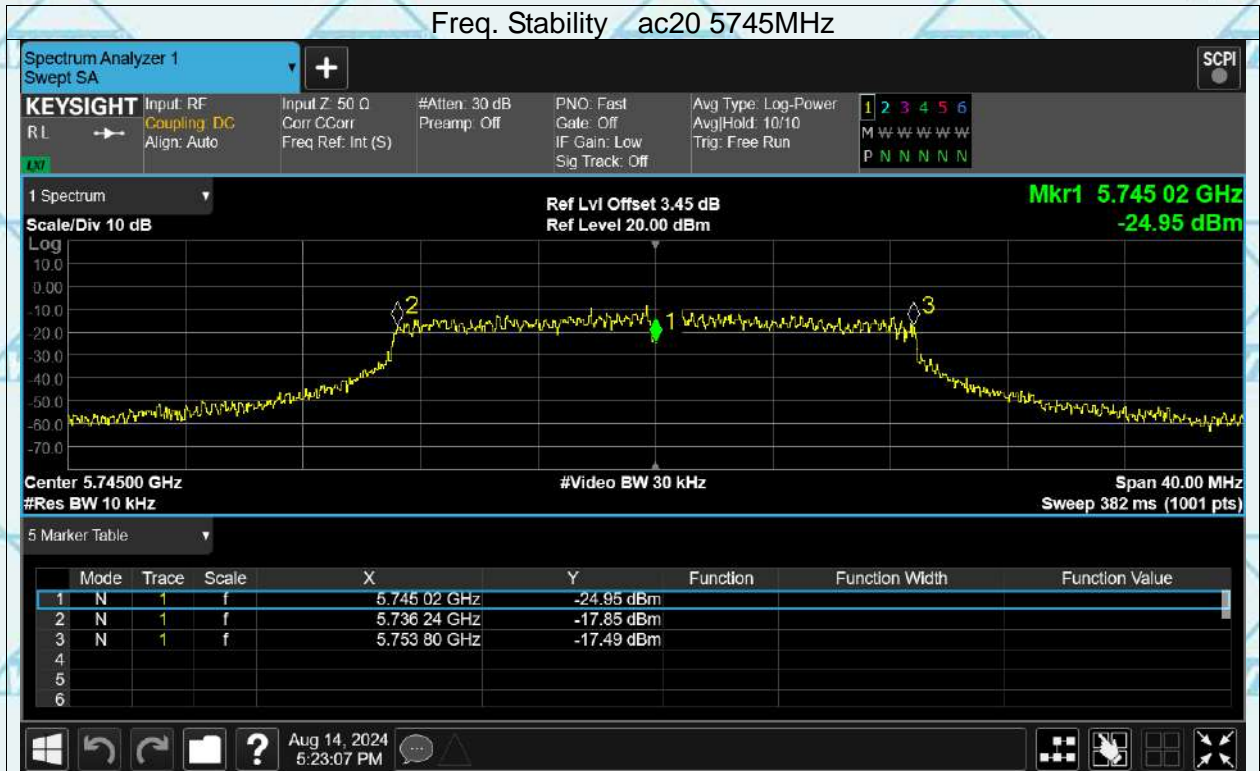 Freq. Stability ac20 5745MHz
Spectrum Analyzer 1
Swept SA
+
SCPI
KEYSIGHT Input: RF Input Z: 50 Ω #Atten: 30 dB PNO: Fast Avg Type: Log-Power 1 2 3 4 5 6
RL Coupling: DC Corr CCorr Preamp: Off Gate: Off Avg|Hold: 10/10 M W W W W W
Align: Auto Freq Ref: Int (S) IF Gain: Low Trig: Free Run
LXI Sig Track: Off P N N N N N
1 Spectrum Ref Lvl Offset 3.45 dB Mkr1 5.745 02 GHz
Scale/Div 10 dB Ref Level 20.00 dBm -24.95 dBm
Log
10.0
0.00
-10.0 2 3
-20.0 1
-30.0
-40.0
-50.0
-60.0
-70.0
Center 5.74500 GHz #Video BW 30 kHz Span 40.00 MHz
#Res BW 10 kHz Sweep 382 ms (1001 pts)
5 Marker Table
Mode Trace Scale X Y Function Function Width Function Value
1 N 1 f 5.745 02 GHz -24.95 dBm
2 N 1 f 5.736 24 GHz -17.85 dBm
3 N 1 f 5.753 80 GHz -17.49 dBm
4
5
6
? Aug 14, 2024
5:23:07 PM